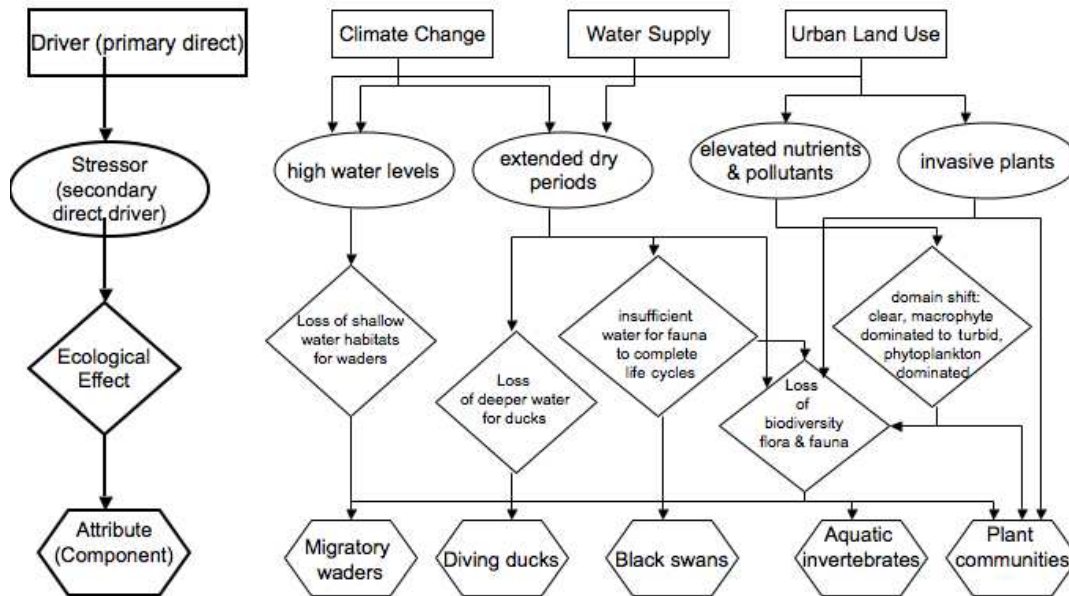 Driver (primary direct)
Climate Change
Water Supply
Urban Land Use
Stressor
(secondary
direct driver)
high water levels
extended dry
periods
elevated nutrients
& pollutants
invasive plants
Ecological
Effect
Loss of shallow
water habitats
for waders
Loss
of deeper water
for ducks
insufficient
water for fauna
to complete
life cycles
Loss
of
biodiversity
flora & fauna
domain shift:
clear, macrophyte
dominated to turbid,
phytoplankton
dominated
Attribute
(Component)
Migratory
waders
Diving ducks
Black swans
Aquatic
invertebrates
Plant
communities